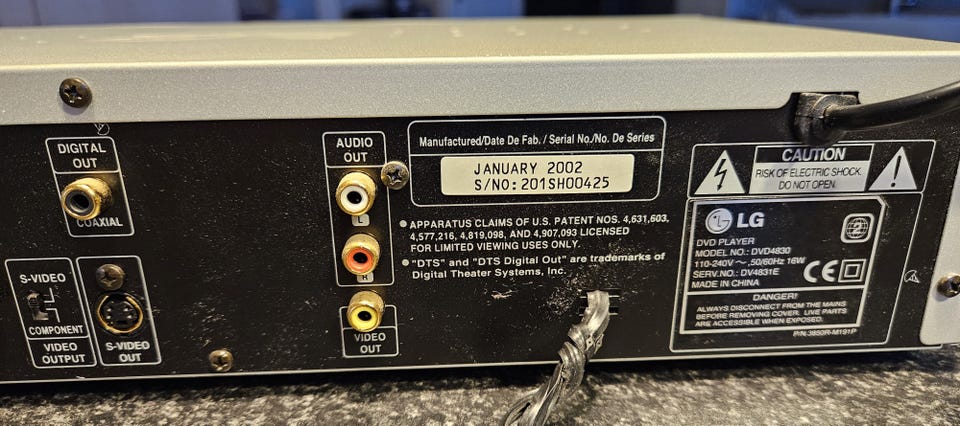 DIGITAL
OUT
COAXIAL
S-VIDEO
COMPONENT
VIDEO
OUTPUT
S-VIDEO
OUT
AUDIO
OUT
L
R
VIDEO
OUT
Manufactured/Date De Fab. / Serial No./No. De Series
JANUARY 2002
S/NO: 201SH00425
APPARATUS CLAIMS OF U.S. PATENT NOS. 4,631,603,
4,577,216, 4,819,098, AND 4,907,093 LICENSED
FOR LIMITED VIEWING USES ONLY.
"DTS" and "DTS Digital Out" are trademarks of
Digital Theater Systems, Inc.
CAUTION
RISK OF ELECTRIC SHOCK.
DO NOT OPEN.
LG
2
DVD PLAYER
MODEL NO.: DVD4830
110-240V ~, 50/60Hz 16W
SERV.NO.: DV4831E
MADE IN CHINA
CE
DANGER!
ALWAYS DISCONNECT FROM THE MAINS
BEFORE REMOVING COVER. LIVE PARTS
ARE ACCESSIBLE WHEN EXPOSED.
P/N:3850R-M191P